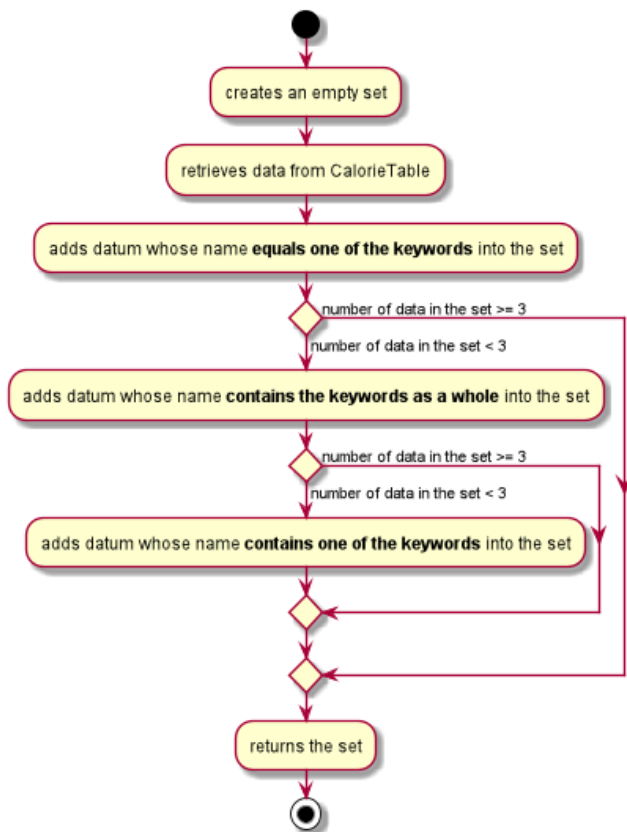 creates an empty set
retrieves data from CalorieTable
adds datum whose name equals one of the keywords into the set
number of data in the set >= 3
number of data in the set < 3
adds datum whose name contains the keywords as a whole into the set
number of data in the set >= 3
number of data in the set < 3
adds datum whose name contains one of the keywords into the set
returns the set